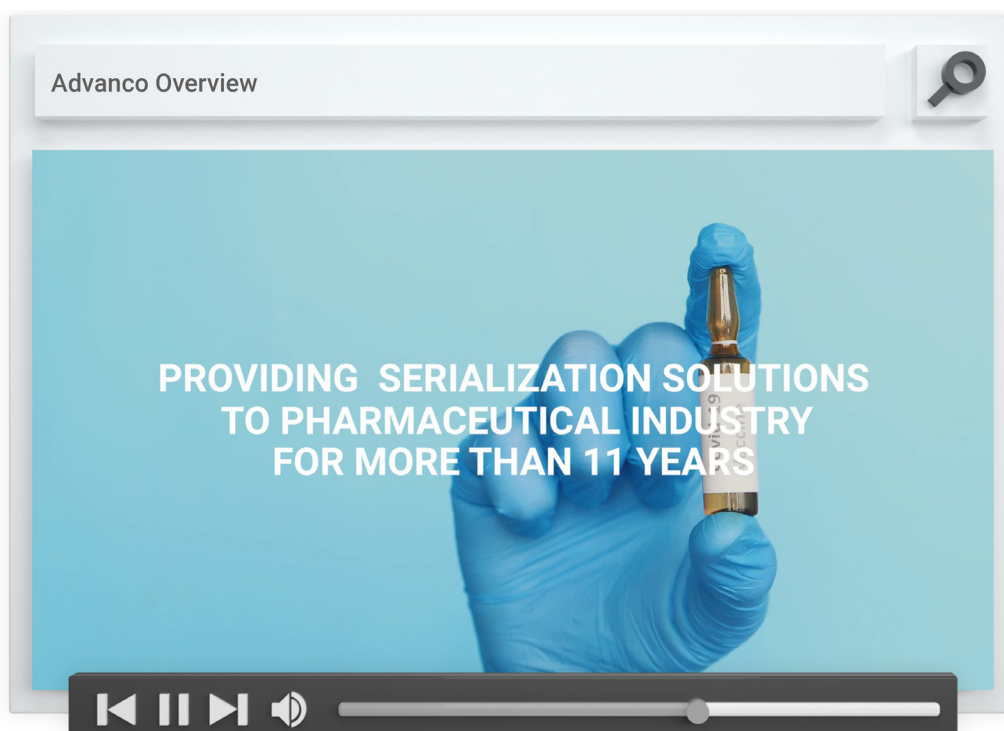 Advanco Overview
PROVIDING SERIALIZATION SOLUTIONS
TO PHARMACEUTICAL INDUSTRY
FOR MORE THAN 11 YEARS